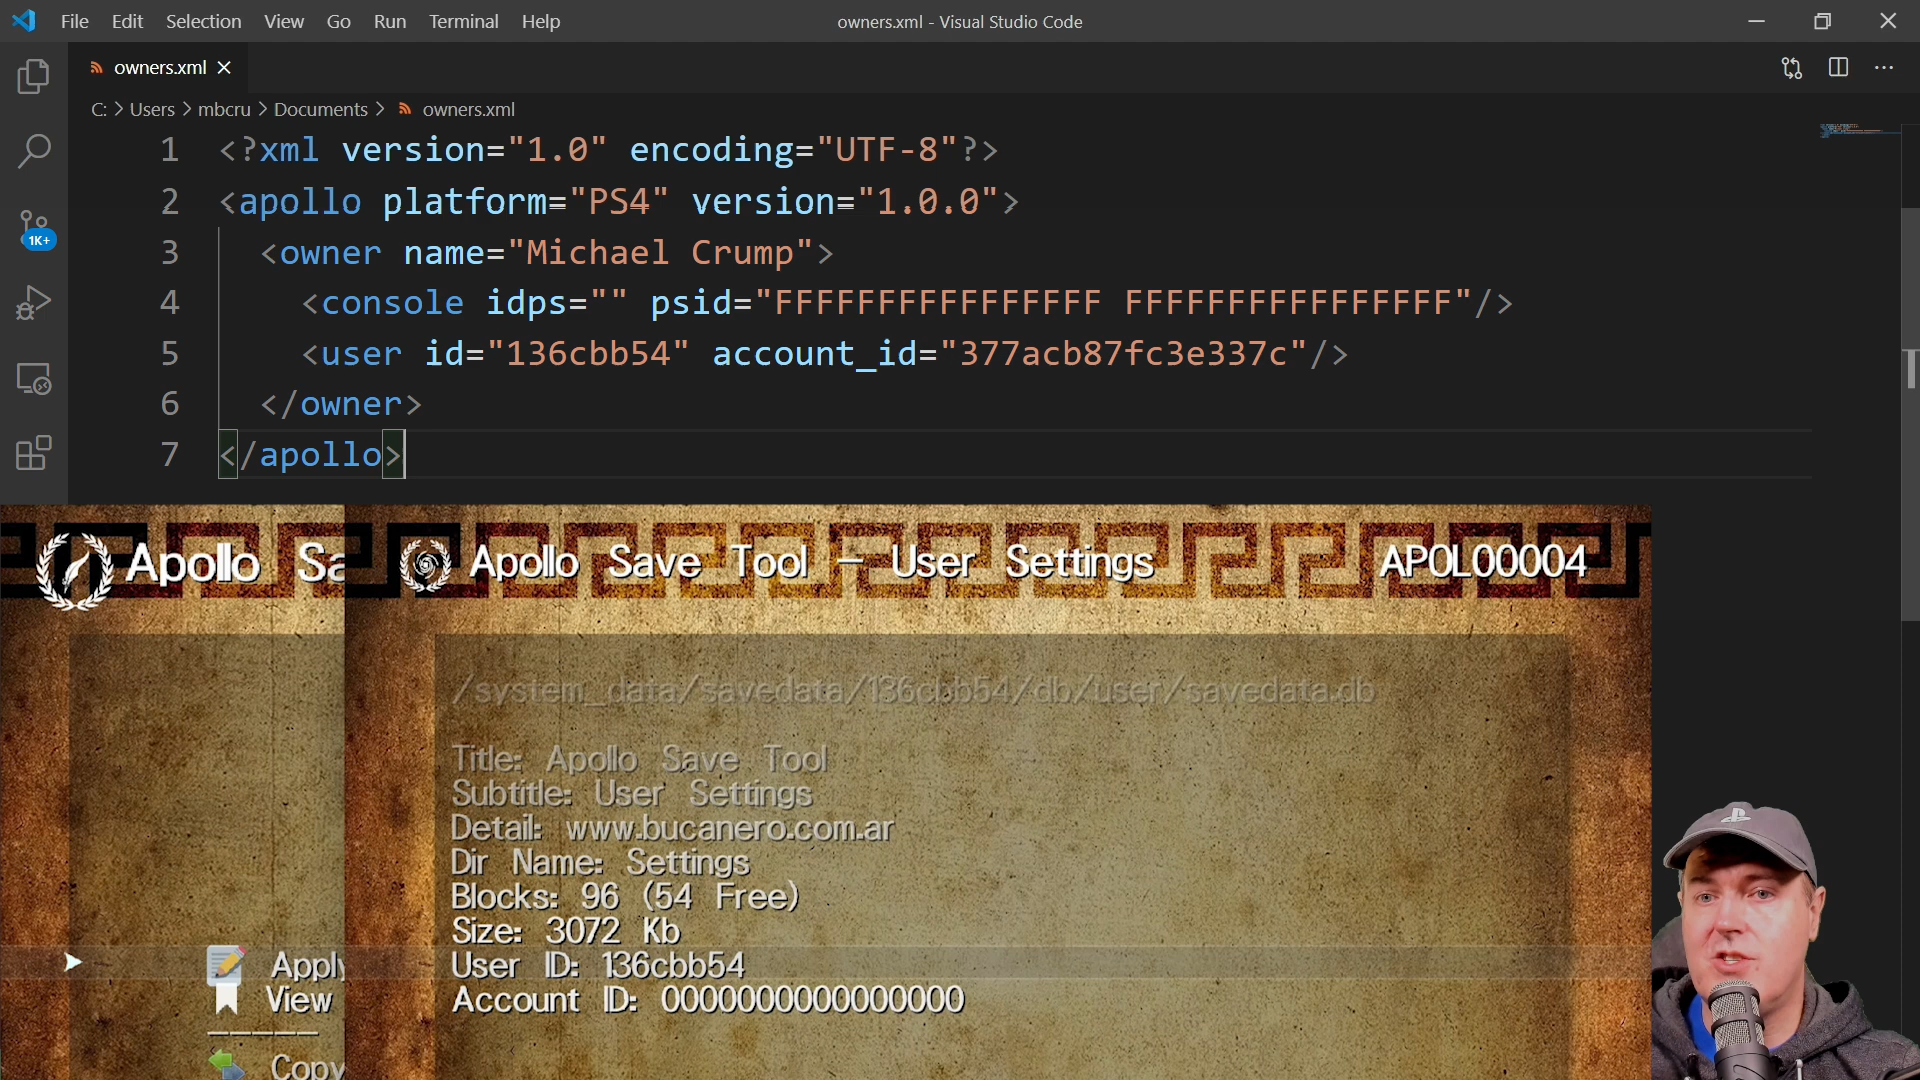 File Edit Selection View Go Run Terminal Help
owners.xml - Visual Studio Code
owners.xml
C: > Users > mbcru > Documents > owners.xml
1 <?xml version="1.0" encoding="UTF-8"?>
2 <apollo platform="PS4" version="1.0.0">
3 <owner name="Michael Crump">
4 <console idps="" psid="FFFFFFFFFFFFFFFF FFFFFFFFFFFFFFFF"/>
5 <user id="136cbb54" account_id="377acb87fc3e337c"/>
6 </owner>
7 </apollo>
1K+
Apollo Sa
Apollo Save Tool – User Settings
APOL00004
/system_data/savedata/136cbb54/db/user/savedata.db
Title: Apollo Save Tool
Subtitle: User Settings
Detail: www.bucanero.com.ar
Dir Name: Settings
Blocks: 96 (54 Free)
Size: 3072 Kb
User ID: 136cbb54
Account ID: 0000000000000000
Apply
View
-----
Copy